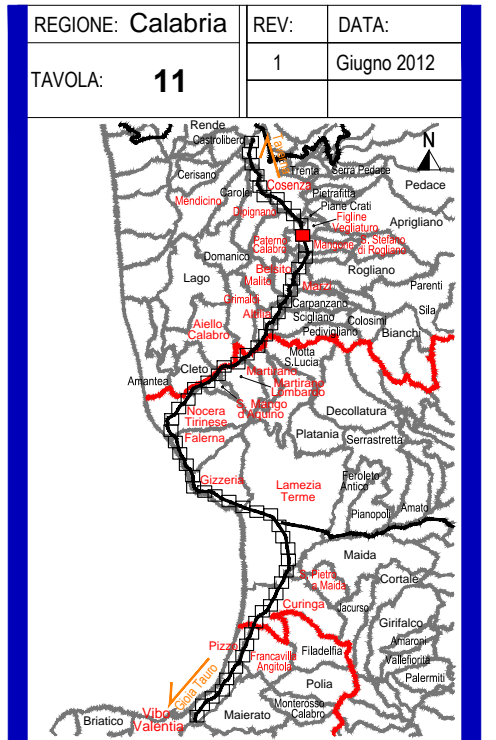 REGIONE: Calabria
REV:
DATA:
TAVOLA: 11
1
Giugno 2012
N
Rende
Castrolibero
Taranto
Trenta
Serra Pedace
Cerisano
Cosenza
Pedace
Mendicino
Carolei
Pietrafitta
Piane Crati
Dipignano
Figline
Vegliaturo
Aprigliano
Paterno
Calabro
Mangone
S. Stefano
di Rogliano
Domanico
Belsito
Rogliano
Lago
Malito
Marzi
Parenti
Grimaldi
Carpanzano
Sila
Altilia
Scigliano
Colosimi
Aiello
Calabro
Pedivigliano
Bianchi
Motta
S.Lucia
Cleto
Martirano
Amantea
Martirano
Lombardo
S. Mango
d'Aquino
Nocera
Tirinese
Decollatura
Falerna
Platania
Serrastretta
Gizzeria
Lamezia
Terme
Feroleto
Antico
Pianopoli
Amato
Maida
S. Pietro
a Maida
Cortale
Curinga
Jacurso
Girifalco
Pizzo
Amaroni
Francavilla
Angitola
Filadelfia
Vallefiorita
Gioia Tauro
Polia
Palermiti
Monterosso
Calabro
Briatico
Vibo
Valentia
Maierato